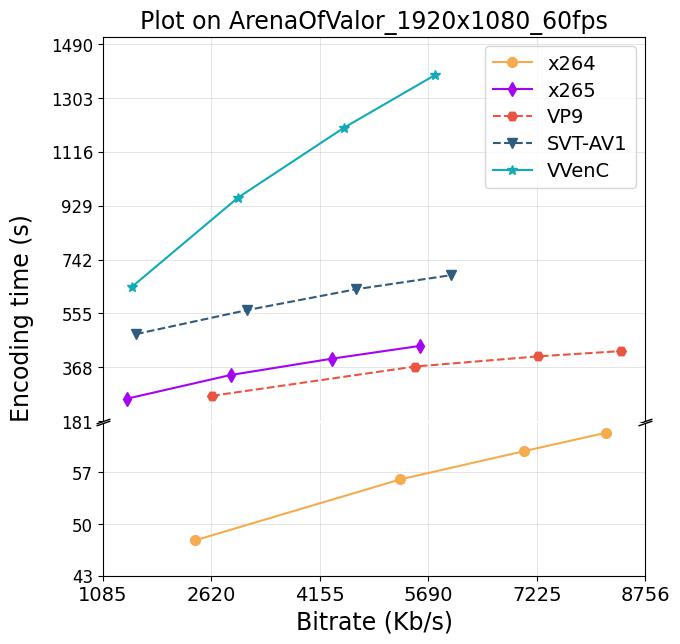 Plot on ArenaOfValor_1920x1080_60fps
1490
1303
1116
929
742
555
368
181
57
50
43
Encoding time (s)
x264
x265
VP9
SVT-AV1
VVenC
1085 2620 4155 5690 7225 8756
Bitrate (Kb/s)